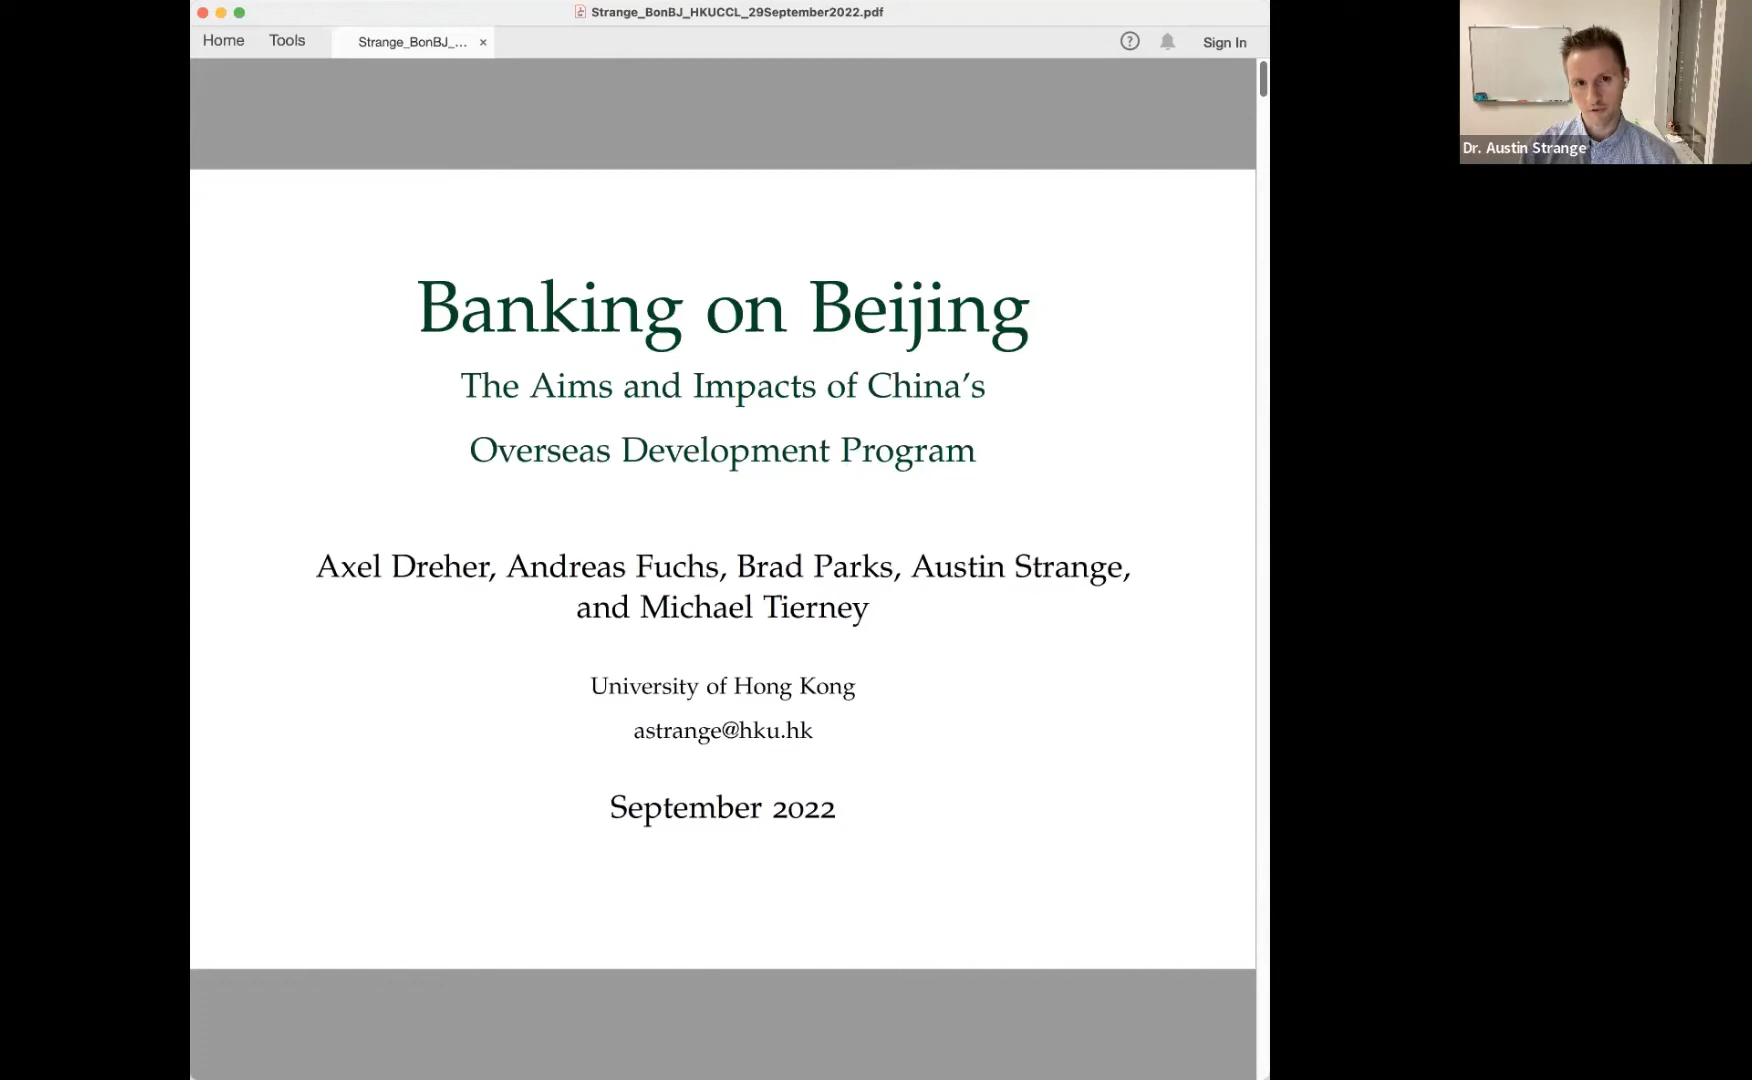 Strange_BonBJ_HKUCCL_29September2022.pdf
Home Tools Strange_BonBJ_... × ? Sign In
Dr. Austin Strange
Banking on Beijing
The Aims and Impacts of China's
Overseas Development Program
Axel Dreher, Andreas Fuchs, Brad Parks, Austin Strange,
and Michael Tierney
University of Hong Kong
astrange@hku.hk
September 2022